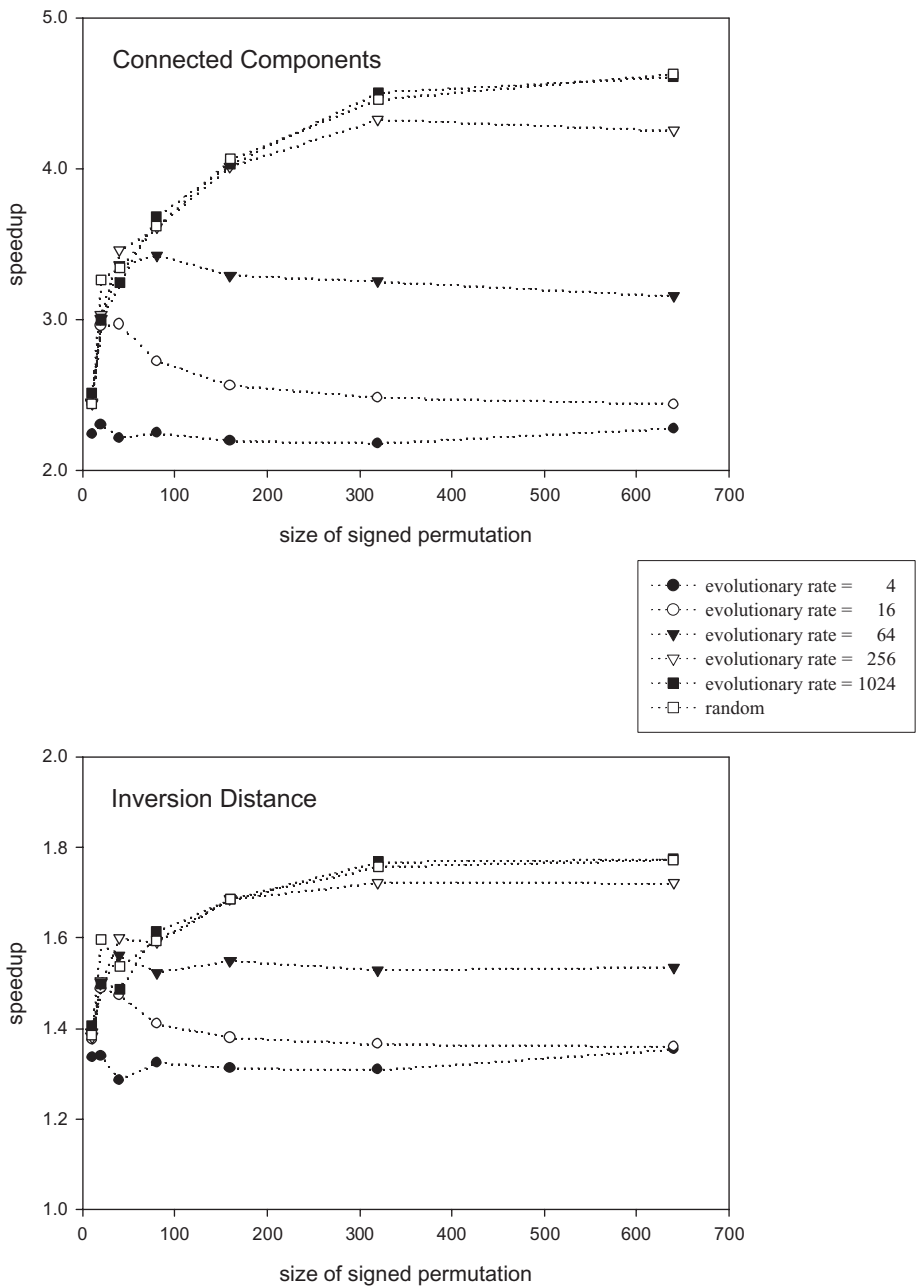 5.0
Connected Components
4.0
speedup
3.0
2.0
0 100 200 300 400 500 600 700
size of signed permutation
evolutionary rate = 4
evolutionary rate = 16
evolutionary rate = 64
evolutionary rate = 256
evolutionary rate = 1024
random
2.0
Inversion Distance
1.8
1.6
speedup
1.4
1.2
1.0
0 100 200 300 400 500 600 700
size of signed permutation